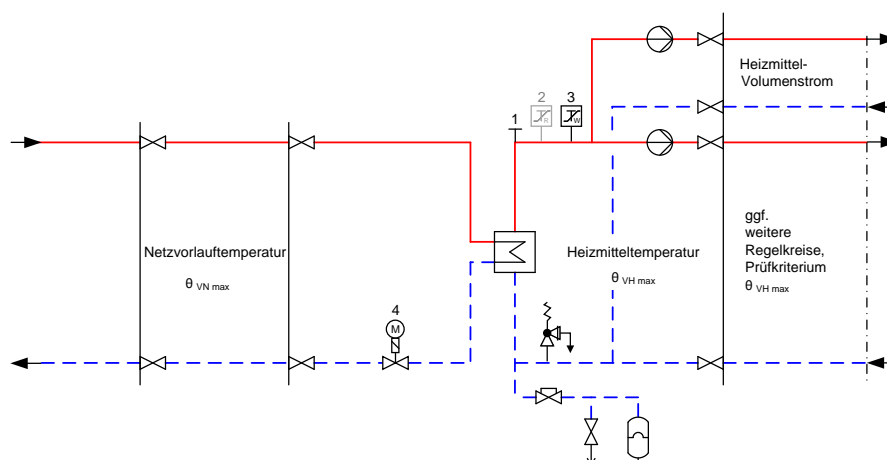 Heizmittel-
Volumenstrom
2
3
R
W
1
Netzvorlauftemperatur
θ VN max
Heizmitteltemperatur
θ VH max
ggf.
weitere
Regelkreise,
Prüfkriterium
θ VH max
4
M